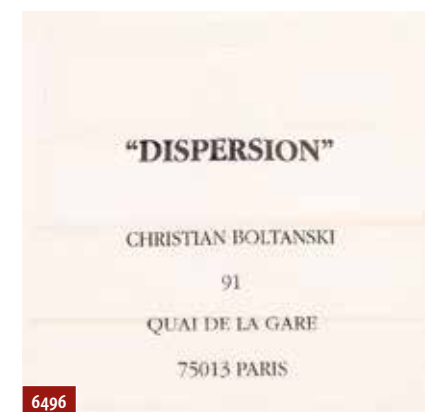 “DISPERSION”
CHRISTIAN BOLTANSKI
91
QUAI DE LA GARE
75013 PARIS
6496